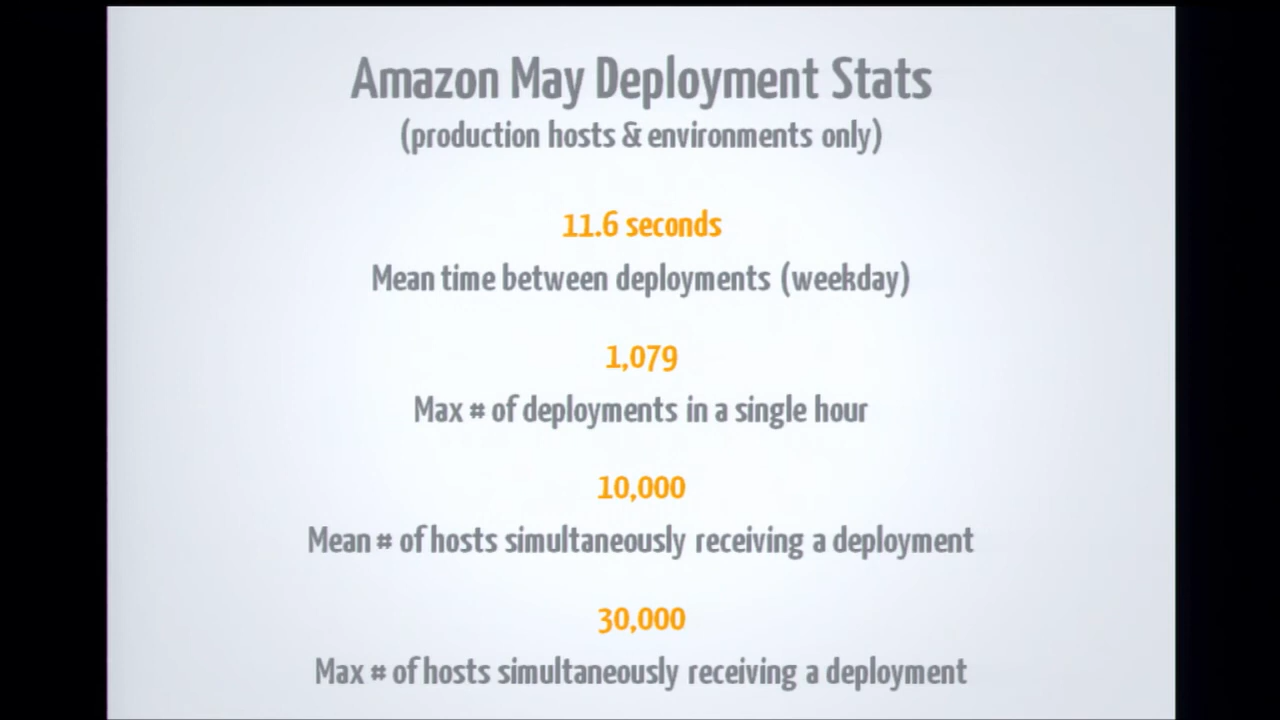 Amazon May Deployment Stats
(production hosts & environments only)
11.6 seconds
Mean time between deployments (weekday)
1,079
Max # of deployments in a single hour
10,000
Mean # of hosts simultaneously receiving a deployment
30,000
Max # of hosts simultaneously receiving a deployment